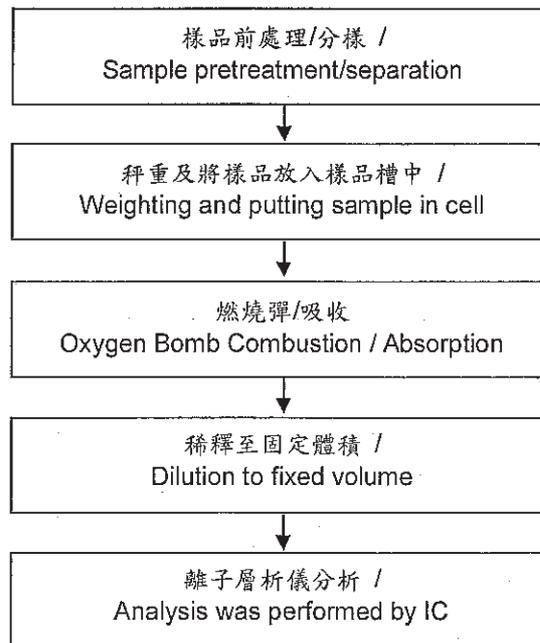 樣品前處理/分樣 /
Sample pretreatment/separation
秤重及將樣品放入樣品槽中 /
Weighting and putting sample in cell
燃燒彈/吸收
Oxygen Bomb Combustion / Absorption
稀釋至固定體積 /
Dilution to fixed volume
離子層析儀分析 /
Analysis was performed by IC